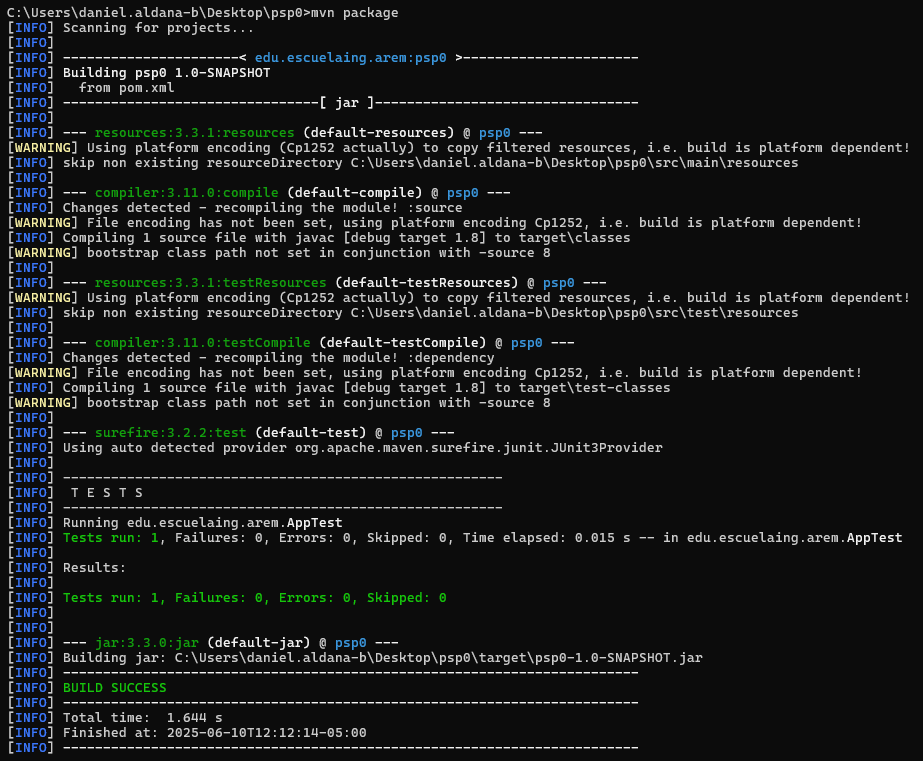 C:\Users\daniel.aldana-b\Desktop\psp0>mvn package
[INFO] Scanning for projects...
[INFO]
[INFO] ----------------------< edu.escuelaing.arem:psp0 >----------------------
[INFO] Building psp0 1.0-SNAPSHOT
[INFO]   from pom.xml
[INFO] --------------------------------[ jar ]---------------------------------
[INFO]
[INFO] --- resources:3.3.1:resources (default-resources) @ psp0 ---
[WARNING] Using platform encoding (Cp1252 actually) to copy filtered resources, i.e. build is platform dependent!
[INFO] skip non existing resourceDirectory C:\Users\daniel.aldana-b\Desktop\psp0\src\main\resources
[INFO]
[INFO] --- compiler:3.11.0:compile (default-compile) @ psp0 ---
[INFO] Changes detected - recompiling the module! :source
[WARNING] File encoding has not been set, using platform encoding Cp1252, i.e. build is platform dependent!
[INFO] Compiling 1 source file with javac [debug target 1.8] to target\classes
[WARNING] bootstrap class path not set in conjunction with -source 8
[INFO]
[INFO] --- resources:3.3.1:testResources (default-testResources) @ psp0 ---
[WARNING] Using platform encoding (Cp1252 actually) to copy filtered resources, i.e. build is platform dependent!
[INFO] skip non existing resourceDirectory C:\Users\daniel.aldana-b\Desktop\psp0\src\test\resources
[INFO]
[INFO] --- compiler:3.11.0:testCompile (default-testCompile) @ psp0 ---
[INFO] Changes detected - recompiling the module! :dependency
[WARNING] File encoding has not been set, using platform encoding Cp1252, i.e. build is platform dependent!
[INFO] Compiling 1 source file with javac [debug target 1.8] to target\test-classes
[WARNING] bootstrap class path not set in conjunction with -source 8
[INFO]
[INFO] --- surefire:3.2.2:test (default-test) @ psp0 ---
[INFO] Using auto detected provider org.apache.maven.surefire.junit.JUnit3Provider
[INFO]
[INFO] -------------------------------------------------------
[INFO]  T E S T S
[INFO] -------------------------------------------------------
[INFO] Running edu.escuelaing.arem.AppTest
[INFO] Tests run: 1, Failures: 0, Errors: 0, Skipped: 0, Time elapsed: 0.015 s -- in edu.escuelaing.arem.AppTest
[INFO]
[INFO] Results:
[INFO]
[INFO] Tests run: 1, Failures: 0, Errors: 0, Skipped: 0
[INFO]
[INFO]
[INFO] --- jar:3.3.0:jar (default-jar) @ psp0 ---
[INFO] Building jar: C:\Users\daniel.aldana-b\Desktop\psp0\target\psp0-1.0-SNAPSHOT.jar
[INFO] ------------------------------------------------------------------------
[INFO] BUILD SUCCESS
[INFO] ------------------------------------------------------------------------
[INFO] Total time:  1.644 s
[INFO] Finished at: 2025-06-10T12:12:14-05:00
[INFO] ------------------------------------------------------------------------